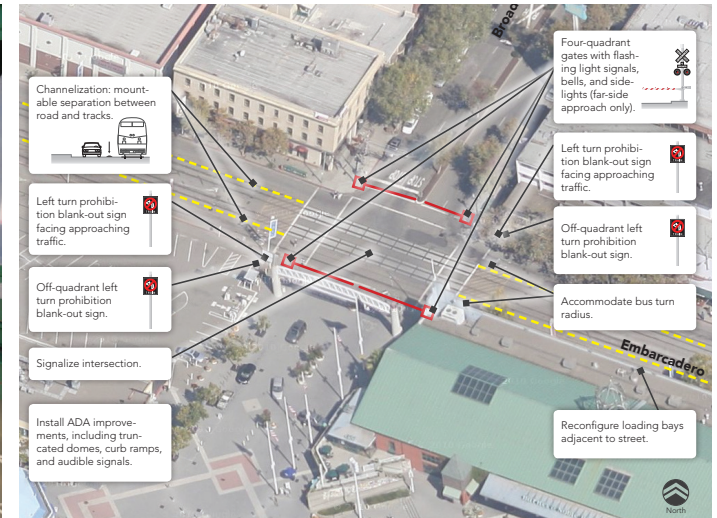 Broad
Channelization: mount-
able separation between
road and tracks.
Left turn prohibi-
tion blank-out sign
facing approaching
traffic.
Off-quadrant left
turn prohibition
blank-out sign.
Signalize intersection.
Install ADA improve-
ments, including trun-
cated domes, curb ramps,
and audible signals.
Four-quadrant
gates with flash-
ing light signals,
bells, and side-
lights (far-side
approach only).
Left turn prohibi-
tion blank-out sign
facing approaching
traffic.
Off-quadrant left
turn prohibition
blank-out sign.
Accommodate bus turn
radius.
Embarcadero
Reconfigure loading bays
adjacent to street.
North